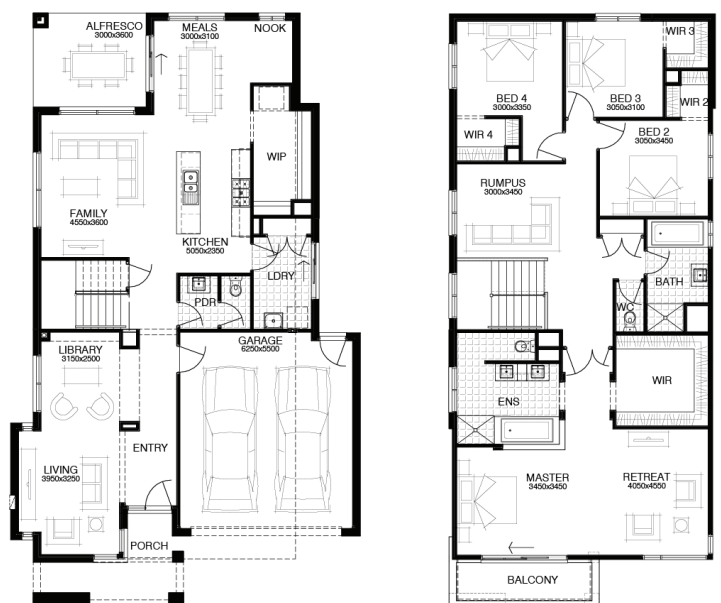 ALFRESCO
3000x3600
MEALS
3000x3100
NOOK
WIP
FAMILY
4550x3600
KITCHEN
5050x2350
LDRY
PDR
LIBRARY
3150x2500
GARAGE
6250x5500
ENTRY
LIVING
3950x3250
PORCH
WIR 3
BED 4
3000x3350
BED 3
3050x3100
WIR 2
WIR 4
BED 2
3050x3450
RUMPUS
3000x3450
BATH
WC
WIR
ENS
MASTER
3450x3450
RETREAT
4050x4550
BALCONY